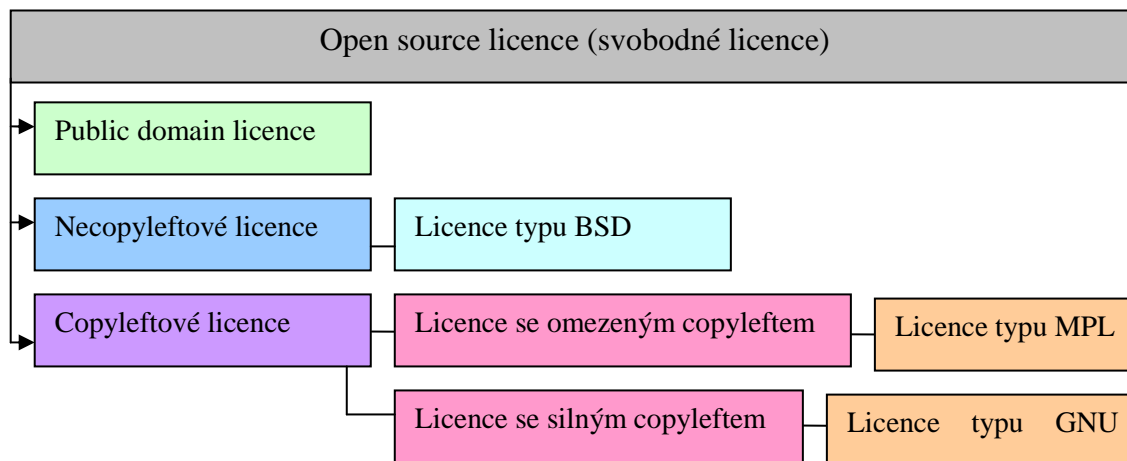 Open source licence (svobodné licence)
Public domain licence
Necopyleftové licence
Licence typu BSD
Copyleftové licence
Licence se omezeným copyleftem
Licence typu MPL
Licence se silným copyleftem
Licence typu GNU